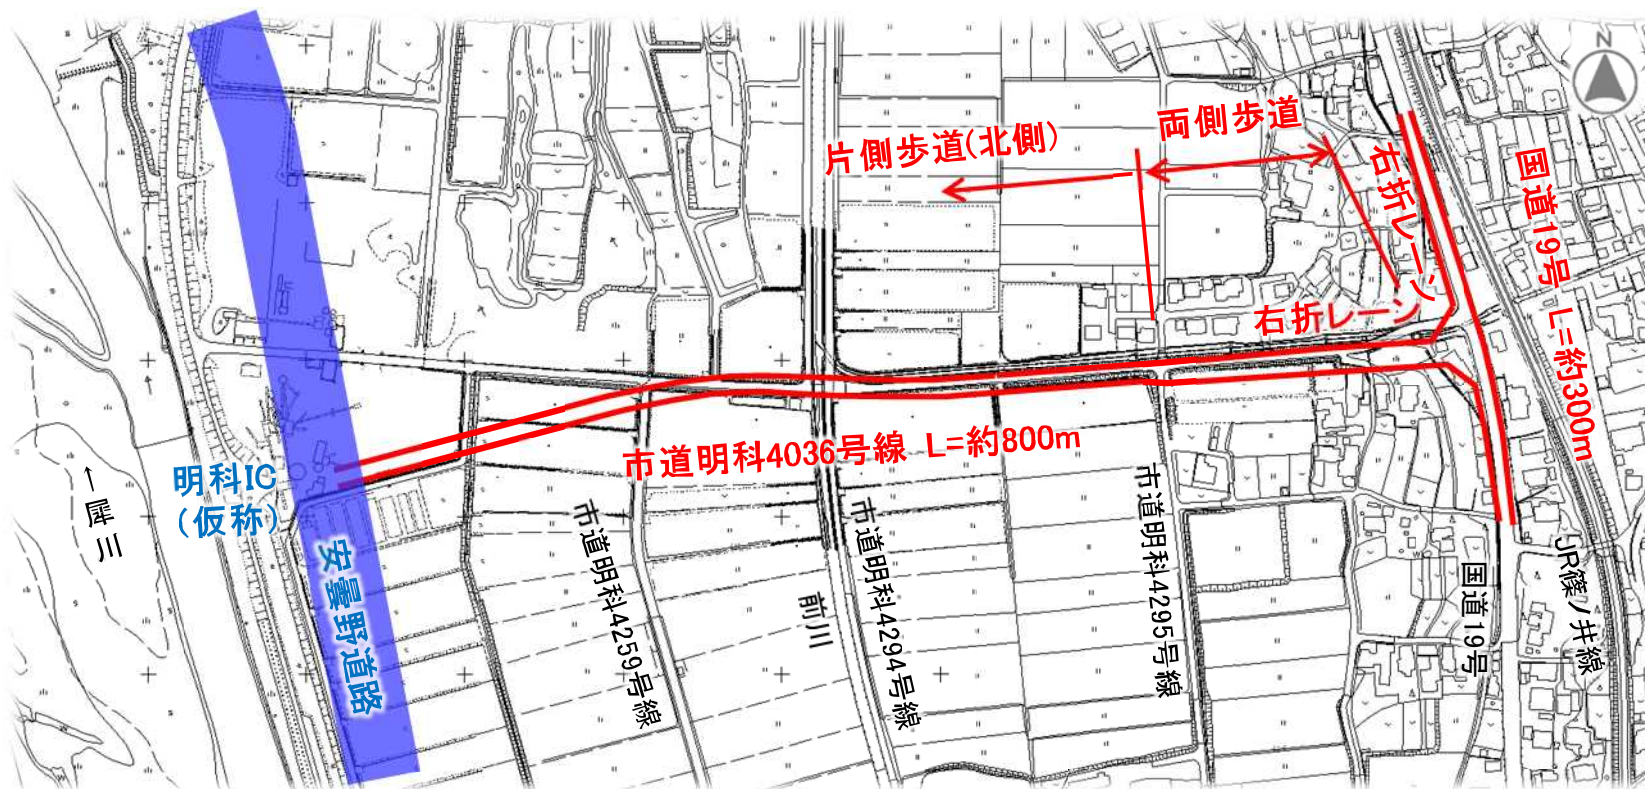 N
両側歩道
片側歩道(北側)
右折レーン
国道19号 L=約300m
右折レーン
市道明科4036号線 L=約800m
明科IC
(仮称)
←犀川
安曇野道路
市道明科4259号線
前川
市道明科4294号線
市道明科4295号線
国道19号
JR篠ノ井線